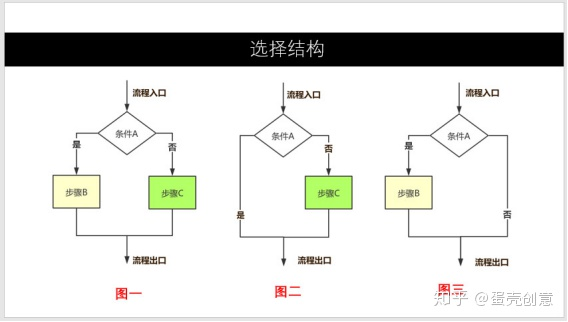 选择结构
流程入口
条件A
是
否
步骤B
步骤C
流程出口
图一
流程入口
条件A
否
是
步骤C
流程出口
图二
流程入口
条件A
是
否
步骤B
流程出口
图三
知乎 @蛋壳创意